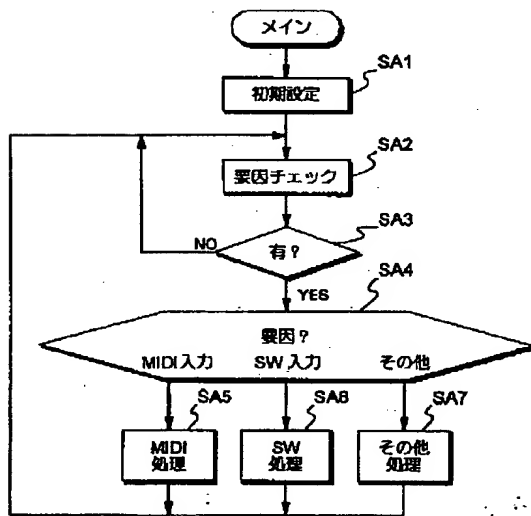 メイン
SA1
初期設定
SA2
要因チェック
SA3
NO
有?
SA4
YES
要因?
MIDI入力 SW入力 その他
SA5 SA6 SA7
MIDI
処理
SW
処理
その他
処理